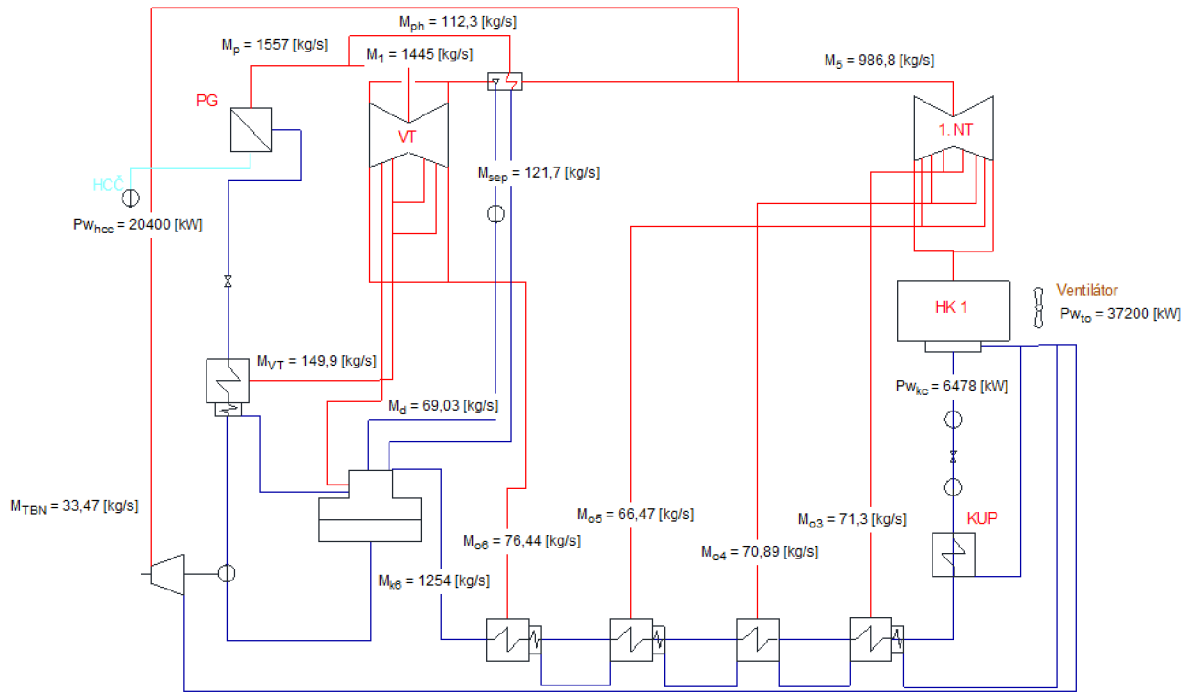 M_ph = 112,3 [kg/s]
M_p = 1557 [kg/s]
M_1 = 1445 [kg/s]
M_5 = 986,8 [kg/s]
PG
VT
1. NT
HCČ
M_sep = 121,7 [kg/s]
Pw_hcc = 20400 [kW]
Ventilátor
HK 1
Pw_to = 37200 [kW]
M_VT = 149,9 [kg/s]
Pw_kc = 6478 [kW]
M_d = 69,03 [kg/s]
M_TBN = 33,47 [kg/s]
M_o5 = 66,47 [kg/s]
M_o3 = 71,3 [kg/s]
KUP
M_o6 = 76,44 [kg/s]
M_o4 = 70,89 [kg/s]
M_k6 = 1254 [kg/s]